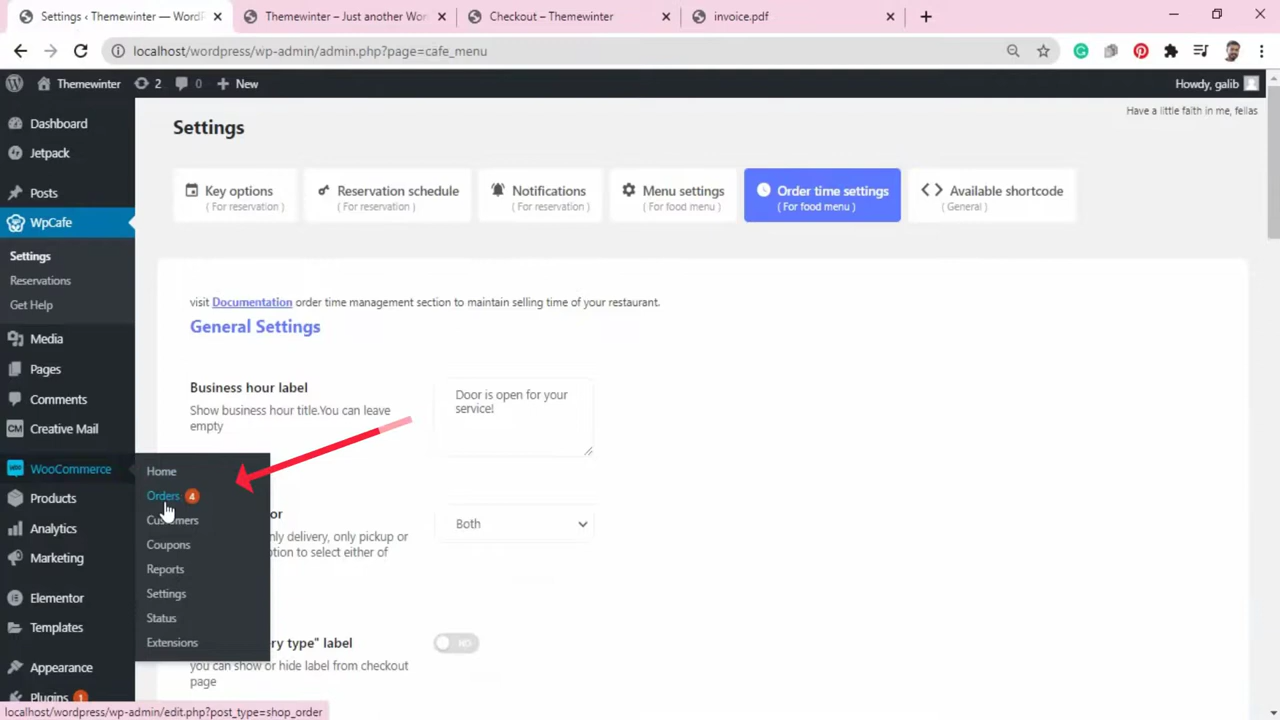 Settings ‹ Themewinter — WordP
Themewinter – Just another Wor
Checkout – Themewinter
invoice.pdf
localhost/wordpress/wp-admin/admin.php?page=cafe_menu
Themewinter
2
0
New
Howdy, galib
Have a little faith in me, fellas
Dashboard
Jetpack
Posts
WpCafe
Settings
Reservations
Get Help
Media
Pages
Comments
CM
Creative Mail
WooCommerce
Products
Analytics
Marketing
Elementor
Templates
Appearance
Plugins 1
Home
Orders 4
Customers
Coupons
Reports
Settings
Status
Extensions
Settings
Key options
( For reservation )
Reservation schedule
( For reservation )
Notifications
( For reservation )
Menu settings
( For food menu )
Order time settings
( For food menu )
Available shortcode
( General )
visit Documentation order time management section to maintain selling time of your restaurant.
General Settings
Business hour label
Show business hour title.You can leave
empty
Door is open for your
service!
or
nly delivery, only pickup or
tion to select either of
Both
ry type" label
you can show or hide label from checkout
page
NO
localhost/wordpress/wp-admin/edit.php?post_type=shop_order